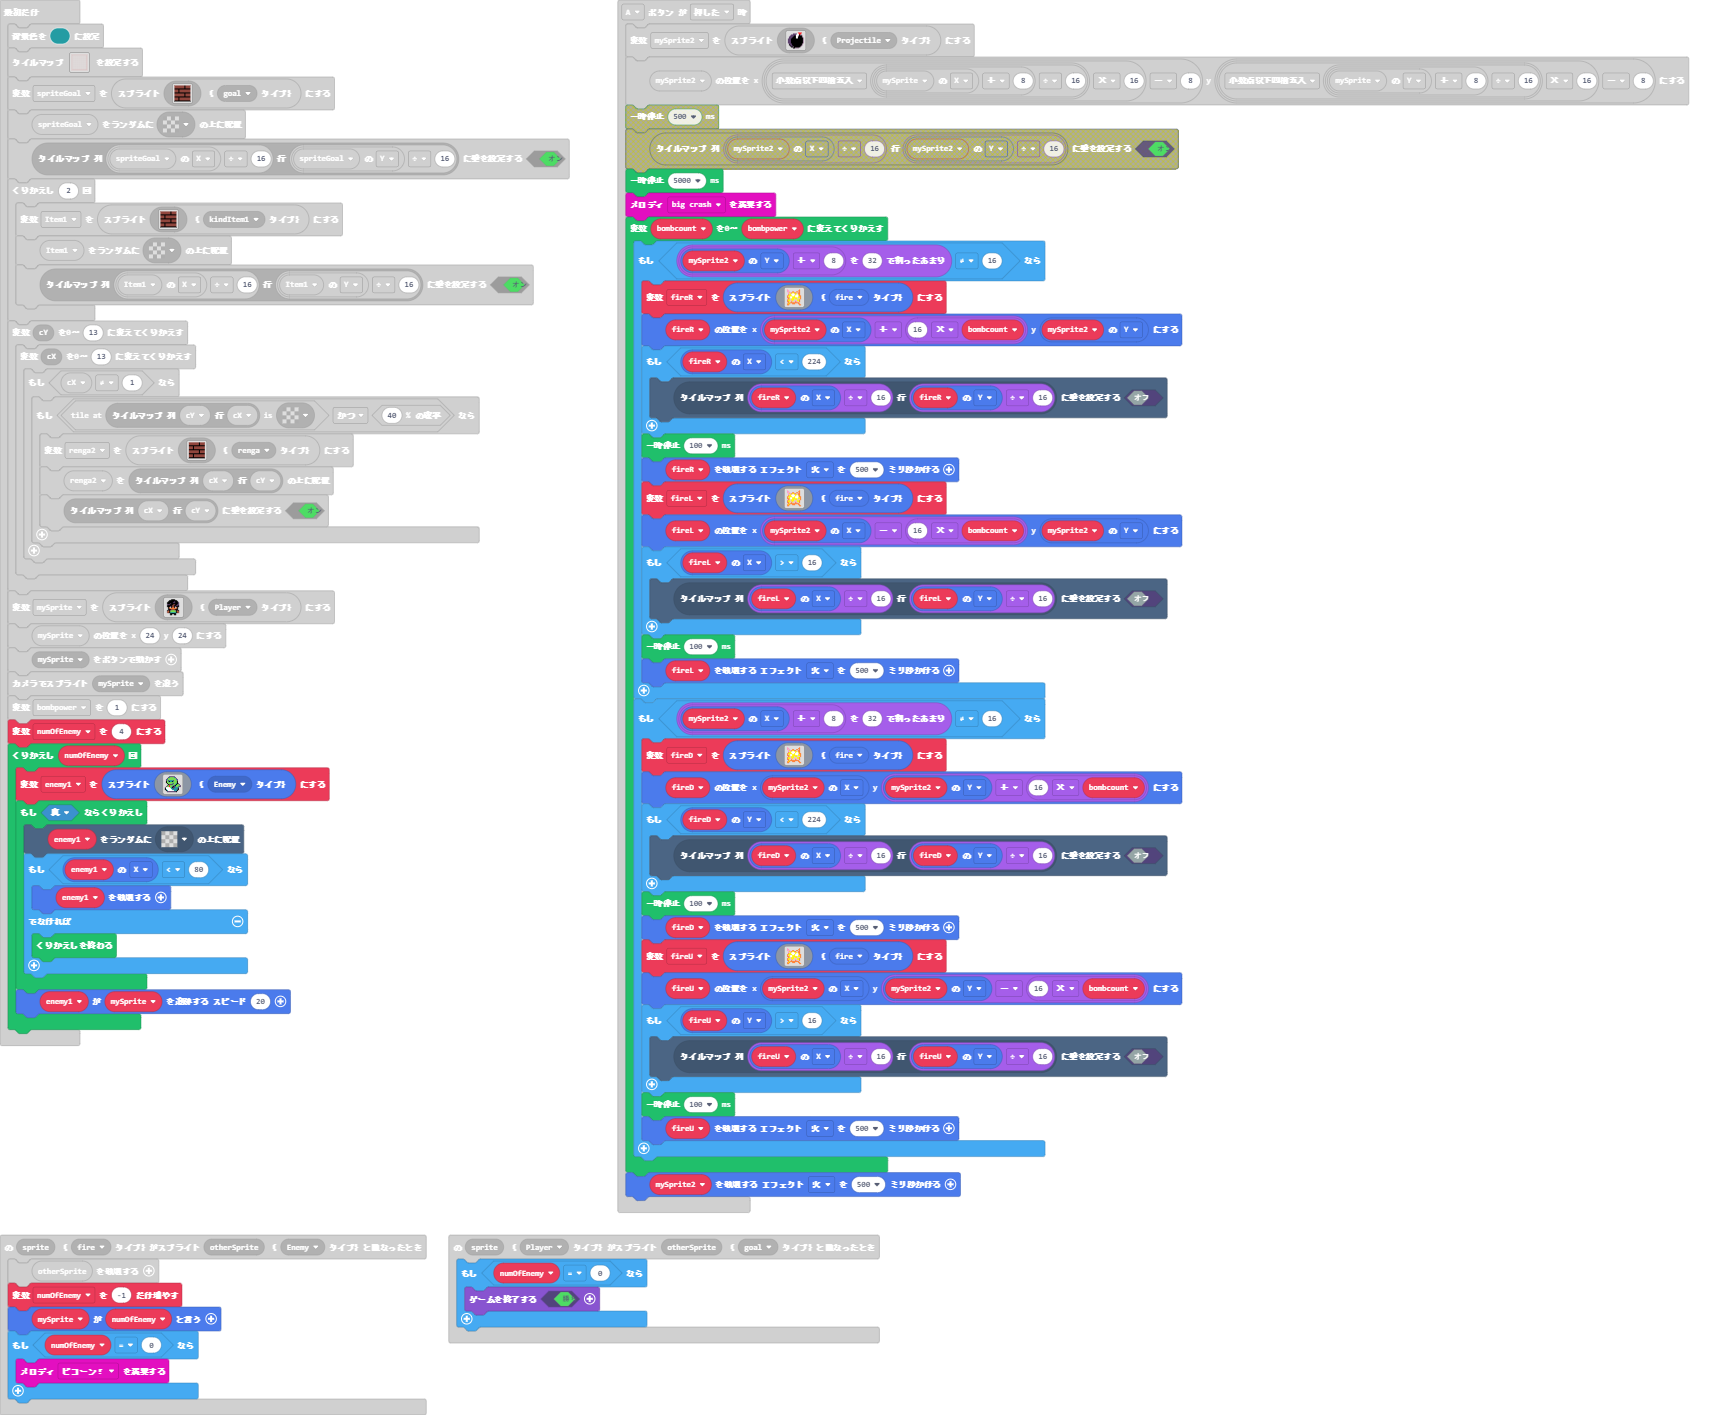 最初だけ
背景色を に設定
タイルマップ を設定する
変数 spriteGoal を スプライト ( goal タイプ) にする
spriteGoal をランダムに の上に配置
タイルマップ 列 spriteGoal の X ÷ 16 行 spriteGoal の Y ÷ 16 に壁を設定する オン
くりかえし 2 回
変数 Item1 を スプライト ( kindItem1 タイプ) にする
Item1 をランダムに の上に配置
タイルマップ 列 Item1 の X ÷ 16 行 Item1 の Y ÷ 16 に壁を設定する オン
変数 cY を0〜 13 に変えてくりかえす
変数 cX を0〜 13 に変えてくりかえす
もし cX ≠ 1 なら
もし tile at タイルマップ 列 cY 行 cX is かつ 40 % の確率 なら
変数 renga2 を スプライト ( renga タイプ) にする
renga2 を タイルマップ 列 cX 行 cY の上に配置
タイルマップ 列 cX 行 cY に壁を設定する オン
変数 mySprite を スプライト ( Player タイプ) にする
mySprite の位置を x 24 y 24 にする
mySprite をボタンで動かす
カメラでスプライト mySprite を追う
変数 bombpower を 1 にする
変数 numOfEnemy を 4 にする
くりかえし numOfEnemy 回
変数 enemy1 を スプライト ( Enemy タイプ) にする
もし 真 ならくりかえし
enemy1 をランダムに の上に配置
もし enemy1 の X < 80 なら
enemy1 を破壊する
でなければ
くりかえしを終わる
enemy1 が mySprite を追跡する スピード 20
A ボタン が 押した 時
変数 mySprite2 を スプライト ( Projectile タイプ) にする
mySprite2 の位置を x 小数点以下四捨五入 mySprite の X + 8 ÷ 16 × 16 − 8 y 小数点以下四捨五入 mySprite の Y + 8 ÷ 16 × 16 − 8 にする
一時停止 500 ms
タイルマップ 列 mySprite2 の X ÷ 16 行 mySprite2 の Y ÷ 16 に壁を設定する オン
一時停止 5000 ms
メロディ big crash を演奏する
変数 bombcount を0〜 bombpower に変えてくりかえす
もし mySprite2 の Y + 8 を 32 で割ったあまり ≠ 16 なら
変数 fireR を スプライト ( fire タイプ) にする
fireR の位置を x mySprite2 の X + 16 × bombcount y mySprite2 の Y にする
もし fireR の X < 224 なら
タイルマップ 列 fireR の X ÷ 16 行 fireR の Y ÷ 16 に壁を設定する オフ
一時停止 100 ms
fireR を破壊する エフェクト 火 を 500 ミリ秒かける
変数 fireL を スプライト ( fire タイプ) にする
fireL の位置を x mySprite2 の X − 16 × bombcount y mySprite2 の Y にする
もし fireL の X > 16 なら
タイルマップ 列 fireL の X ÷ 16 行 fireL の Y ÷ 16 に壁を設定する オフ
一時停止 100 ms
fireL を破壊する エフェクト 火 を 500 ミリ秒かける
もし mySprite2 の X + 8 を 32 で割ったあまり ≠ 16 なら
変数 fireD を スプライト ( fire タイプ) にする
fireD の位置を x mySprite2 の X y mySprite2 の Y + 16 × bombcount にする
もし fireD の Y < 224 なら
タイルマップ 列 fireD の X ÷ 16 行 fireD の Y ÷ 16 に壁を設定する オフ
一時停止 100 ms
fireD を破壊する エフェクト 火 を 500 ミリ秒かける
変数 fireU を スプライト ( fire タイプ) にする
fireU の位置を x mySprite2 の X y mySprite2 の Y − 16 × bombcount にする
もし fireU の Y > 16 なら
タイルマップ 列 fireU の X ÷ 16 行 fireU の Y ÷ 16 に壁を設定する オフ
一時停止 100 ms
fireU を破壊する エフェクト 火 を 500 ミリ秒かける
mySprite2 を破壊する エフェクト 火 を 500 ミリ秒かける
の sprite ( fire タイプ) がスプライト otherSprite ( Enemy タイプ) と重なったとき
otherSprite を破壊する
変数 numOfEnemy を -1 だけ増やす
mySprite が numOfEnemy と言う
もし numOfEnemy = 0 なら
メロディ ピコーン! を演奏する
の sprite ( Player タイプ) がスプライト otherSprite ( goal タイプ) と重なったとき
もし numOfEnemy = 0 なら
ゲームを終了する 勝